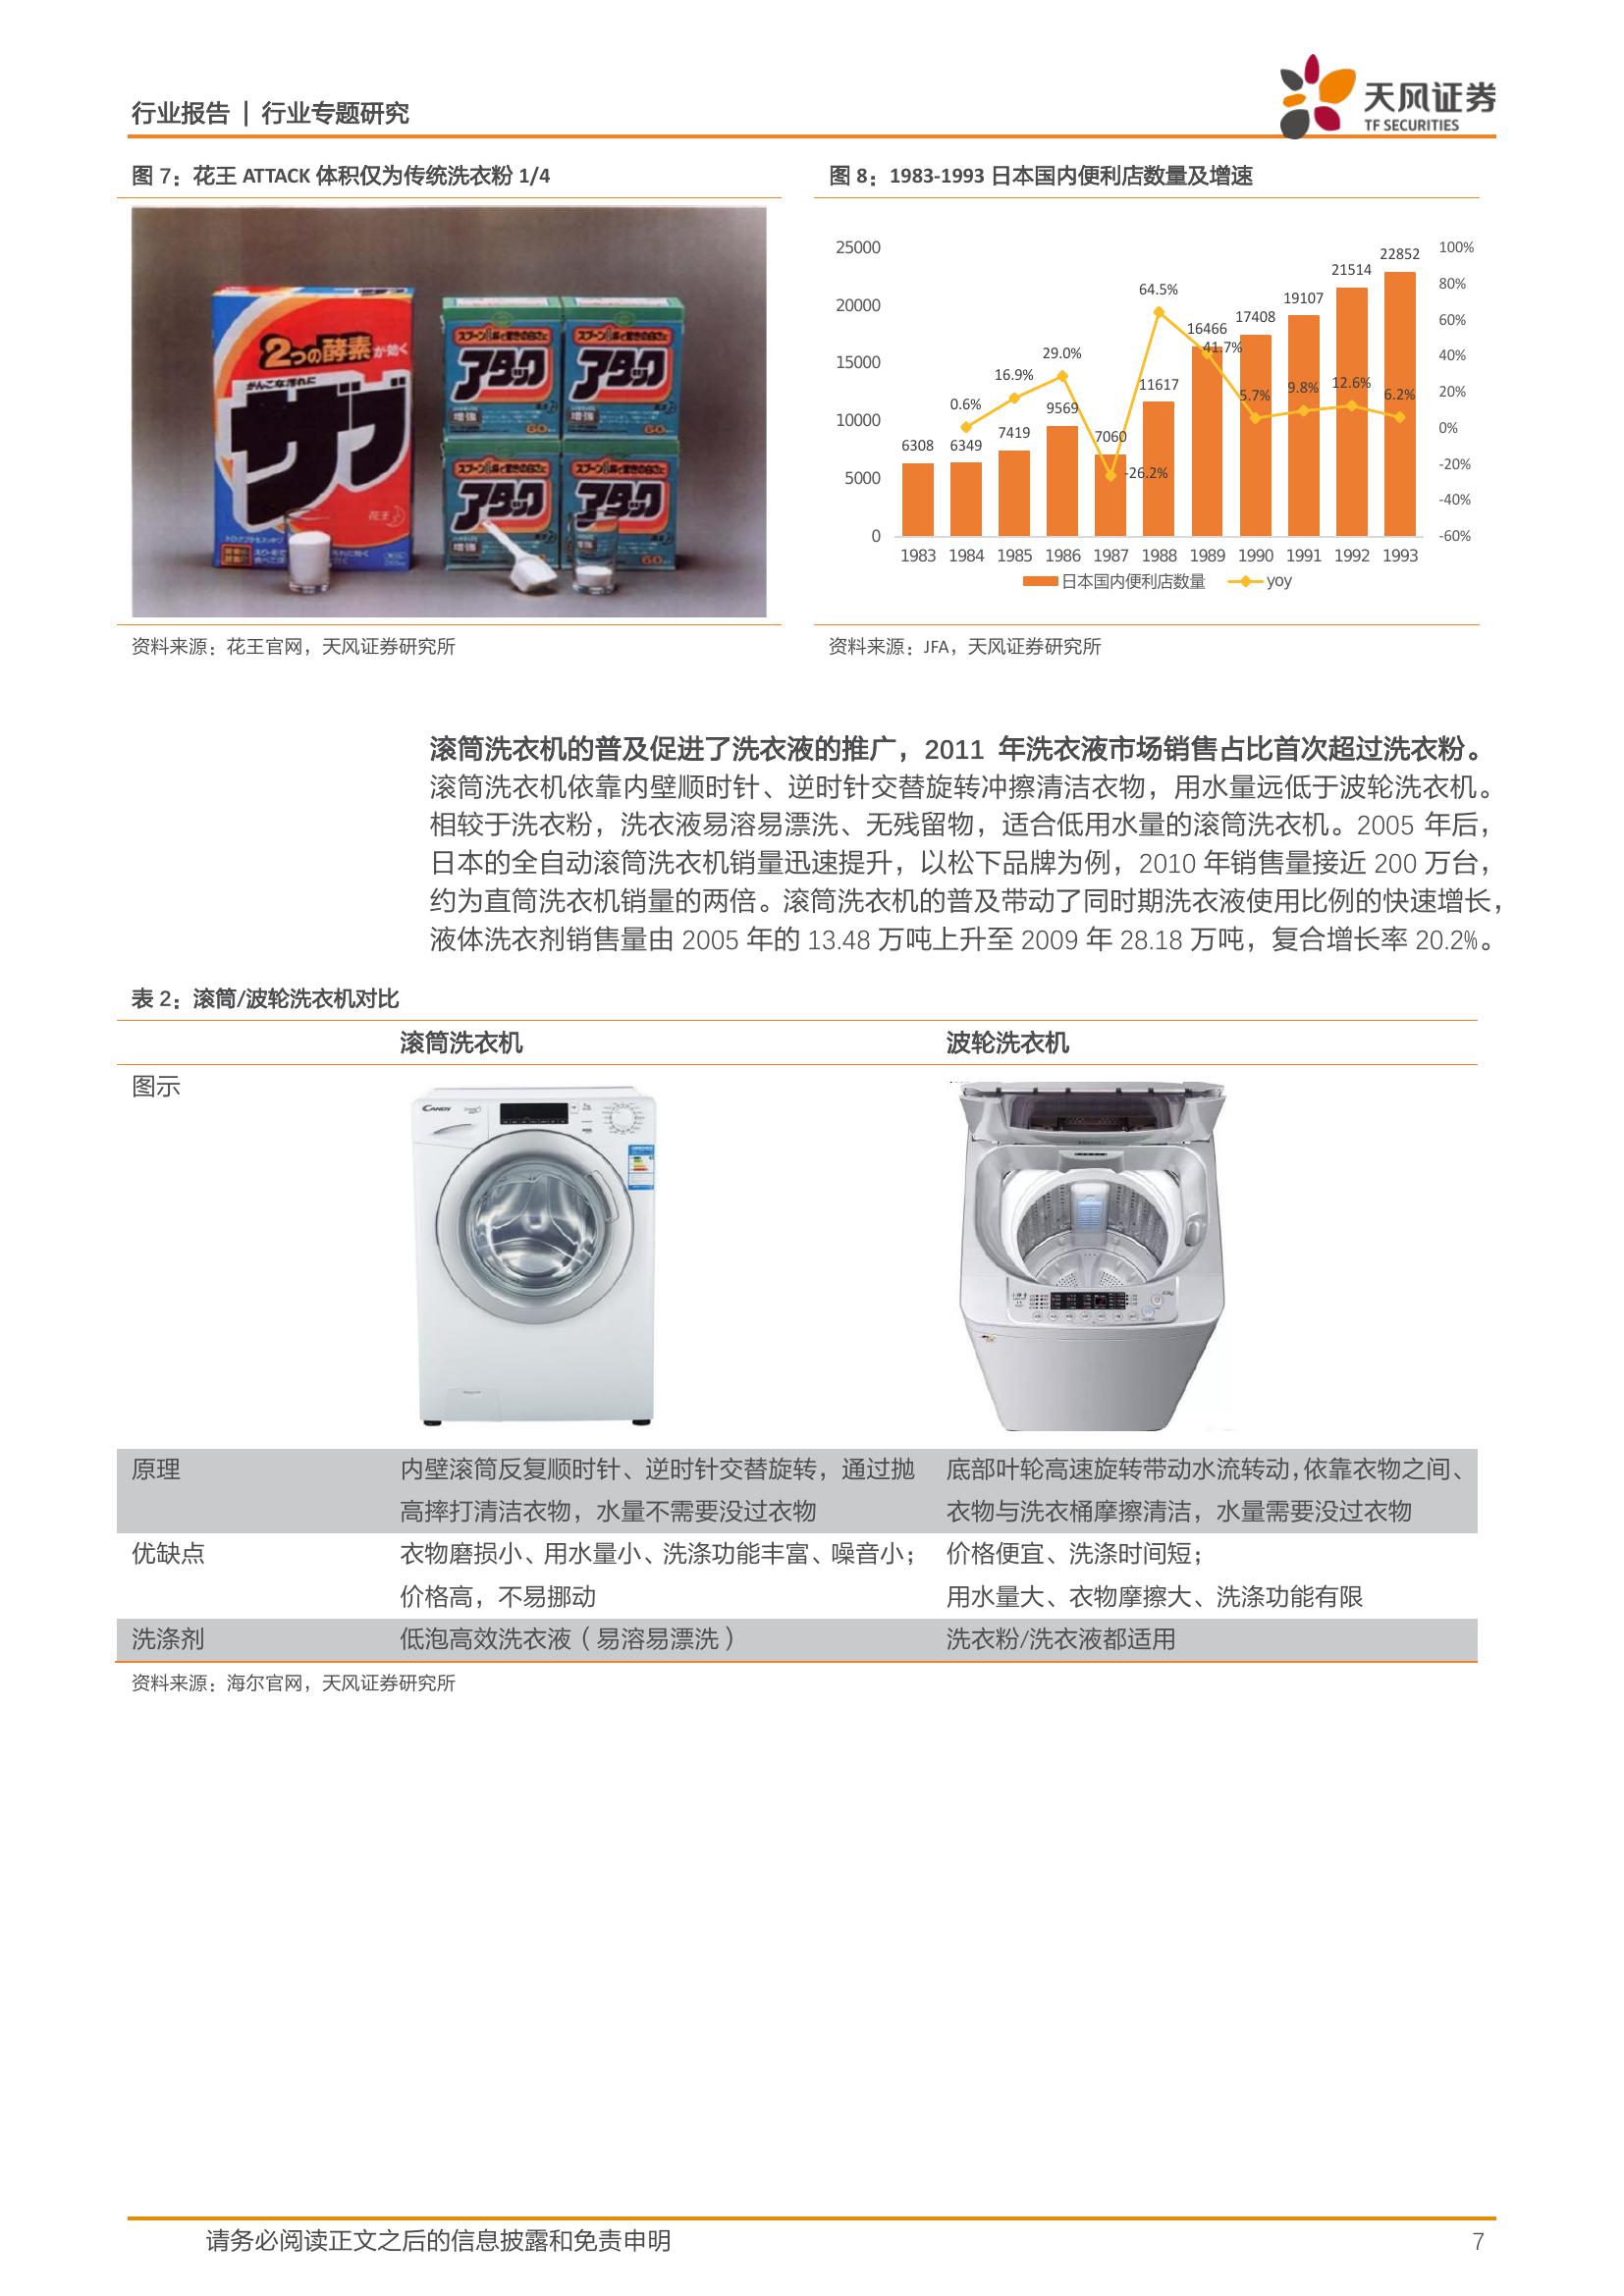 行业报告 | 行业专题研究
天风证券
TF SECURITIES
图 7：花王 ATTACK 体积仅为传统洗衣粉 1/4
2つの酵素が効く
がんこな汚れに
ザブ
花王
アタック
アタック
アタック
アタック
资料来源：花王官网，天风证券研究所
图 8：1983-1993 日本国内便利店数量及增速
25000
20000
15000
10000
5000
0
100%
80%
60%
40%
20%
0%
-20%
-40%
-60%
6308 6349 7419 9569 7060 11617 16466 17408 19107 21514 22852
0.6% 16.9% 29.0% -26.2% 64.5% 41.7% 5.7% 9.8% 12.6% 6.2%
1983 1984 1985 1986 1987 1988 1989 1990 1991 1992 1993
日本国内便利店数量 yoy
资料来源：JFA，天风证券研究所
滚筒洗衣机的普及促进了洗衣液的推广，2011 年洗衣液市场销售占比首次超过洗衣粉。
滚筒洗衣机依靠内壁顺时针、逆时针交替旋转冲擦清洁衣物，用水量远低于波轮洗衣机。
相较于洗衣粉，洗衣液易溶易漂洗、无残留物，适合低用水量的滚筒洗衣机。2005 年后，
日本的全自动滚筒洗衣机销量迅速提升，以松下品牌为例，2010 年销售量接近 200 万台，
约为直筒洗衣机销量的两倍。滚筒洗衣机的普及带动了同时期洗衣液使用比例的快速增长，
液体洗衣剂销售量由 2005 年的 13.48 万吨上升至 2009 年 28.18 万吨，复合增长率 20.2%。
表 2：滚筒/波轮洗衣机对比
滚筒洗衣机 波轮洗衣机
图示
CANDY
原理 内壁滚筒反复顺时针、逆时针交替旋转，通过抛 底部叶轮高速旋转带动水流转动，依靠衣物之间、
高摔打清洁衣物，水量不需要没过衣物 衣物与洗衣桶摩擦清洁，水量需要没过衣物
优缺点 衣物磨损小、用水量小、洗涤功能丰富、噪音小； 价格便宜、洗涤时间短；
价格高，不易挪动 用水量大、衣物摩擦大、洗涤功能有限
洗涤剂 低泡高效洗衣液（易溶易漂洗） 洗衣粉/洗衣液都适用
资料来源：海尔官网，天风证券研究所
请务必阅读正文之后的信息披露和免责申明 7